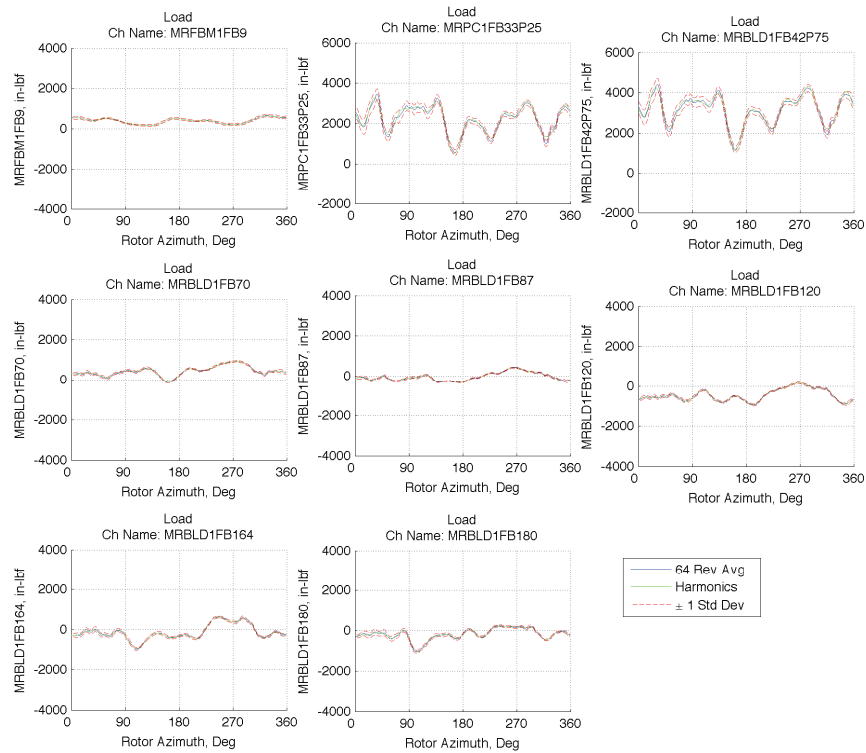 Load
Ch Name: MRFBM1FB9
4000
2000
0
-2000
-4000
MRFBM1FB9, in-lbf
0 90 180 270 360
Rotor Azimuth, Deg
Load
Ch Name: MRPC1FB33P25
6000
4000
2000
0
-2000
MRPC1FB33P25, in-lbf
0 90 180 270 360
Rotor Azimuth, Deg
Load
Ch Name: MRBLD1FB42P75
6000
4000
2000
0
-2000
MRBLD1FB42P75, in-lbf
0 90 180 270 360
Rotor Azimuth, Deg
Load
Ch Name: MRBLD1FB70
4000
2000
0
-2000
-4000
MRBLD1FB70, in-lbf
0 90 180 270 360
Rotor Azimuth, Deg
Load
Ch Name: MRBLD1FB87
4000
2000
0
-2000
-4000
MRBLD1FB87, in-lbf
0 90 180 270 360
Rotor Azimuth, Deg
Load
Ch Name: MRBLD1FB120
4000
2000
0
-2000
-4000
MRBLD1FB120, in-lbf
0 90 180 270 360
Rotor Azimuth, Deg
Load
Ch Name: MRBLD1FB164
4000
2000
0
-2000
-4000
MRBLD1FB164, in-lbf
0 90 180 270 360
Rotor Azimuth, Deg
Load
Ch Name: MRBLD1FB180
4000
2000
0
-2000
-4000
MRBLD1FB180, in-lbf
0 90 180 270 360
Rotor Azimuth, Deg
64 Rev Avg
Harmonics
± 1 Std Dev